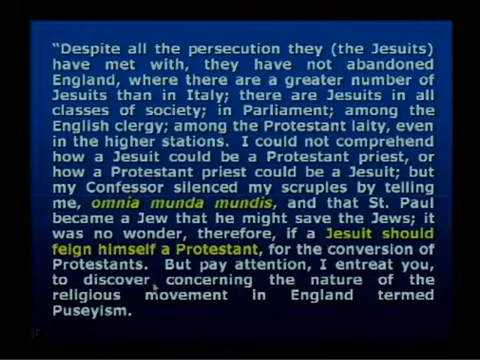 “Despite all the persecution they (the Jesuits)
have met with, they have not abandoned
England, where there are a greater number of
Jesuits than in Italy; there are Jesuits in all
classes of society; in Parliament; among the
English clergy; among the Protestant laity, even
in the higher stations. I could not comprehend
how a Jesuit could be a Protestant priest, or
how a Protestant priest could be a Jesuit; but
my Confessor silenced my scruples by telling
me, omnia munda mundis, and that St. Paul
became a Jew that he might save the Jews; it
was no wonder, therefore, if a Jesuit should
feign himself a Protestant, for the conversion of
Protestants. But pay attention, I entreat you,
to discover concerning the nature of the
religious movement in England termed
Puseyism.